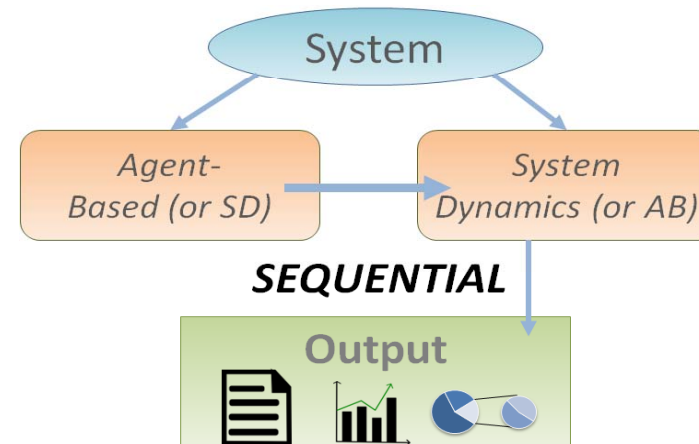 System
Agent-
Based (or SD)
System
Dynamics (or AB)
SEQUENTIAL
Output